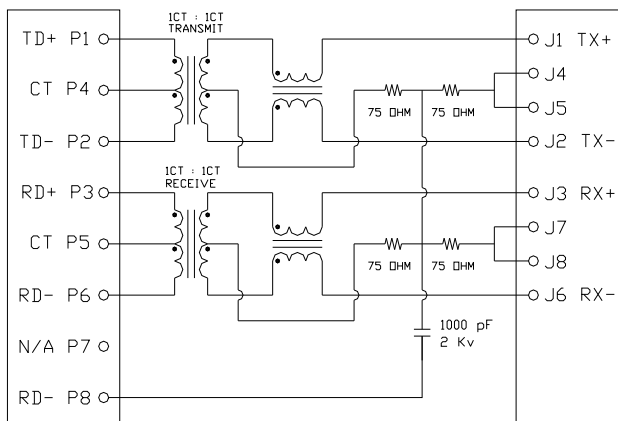 1CT : 1CT
TRANSMIT
TD+ P1
J1 TX+
J4
CT P4
75 OHM
75 OHM
J5
TD- P2
J2 TX-
1CT : 1CT
RECEIVE
RD+ P3
J3 RX+
J7
CT P5
75 OHM
75 OHM
J8
RD- P6
J6 RX-
1000 pF
2 Kv
N/A P7
RD- P8